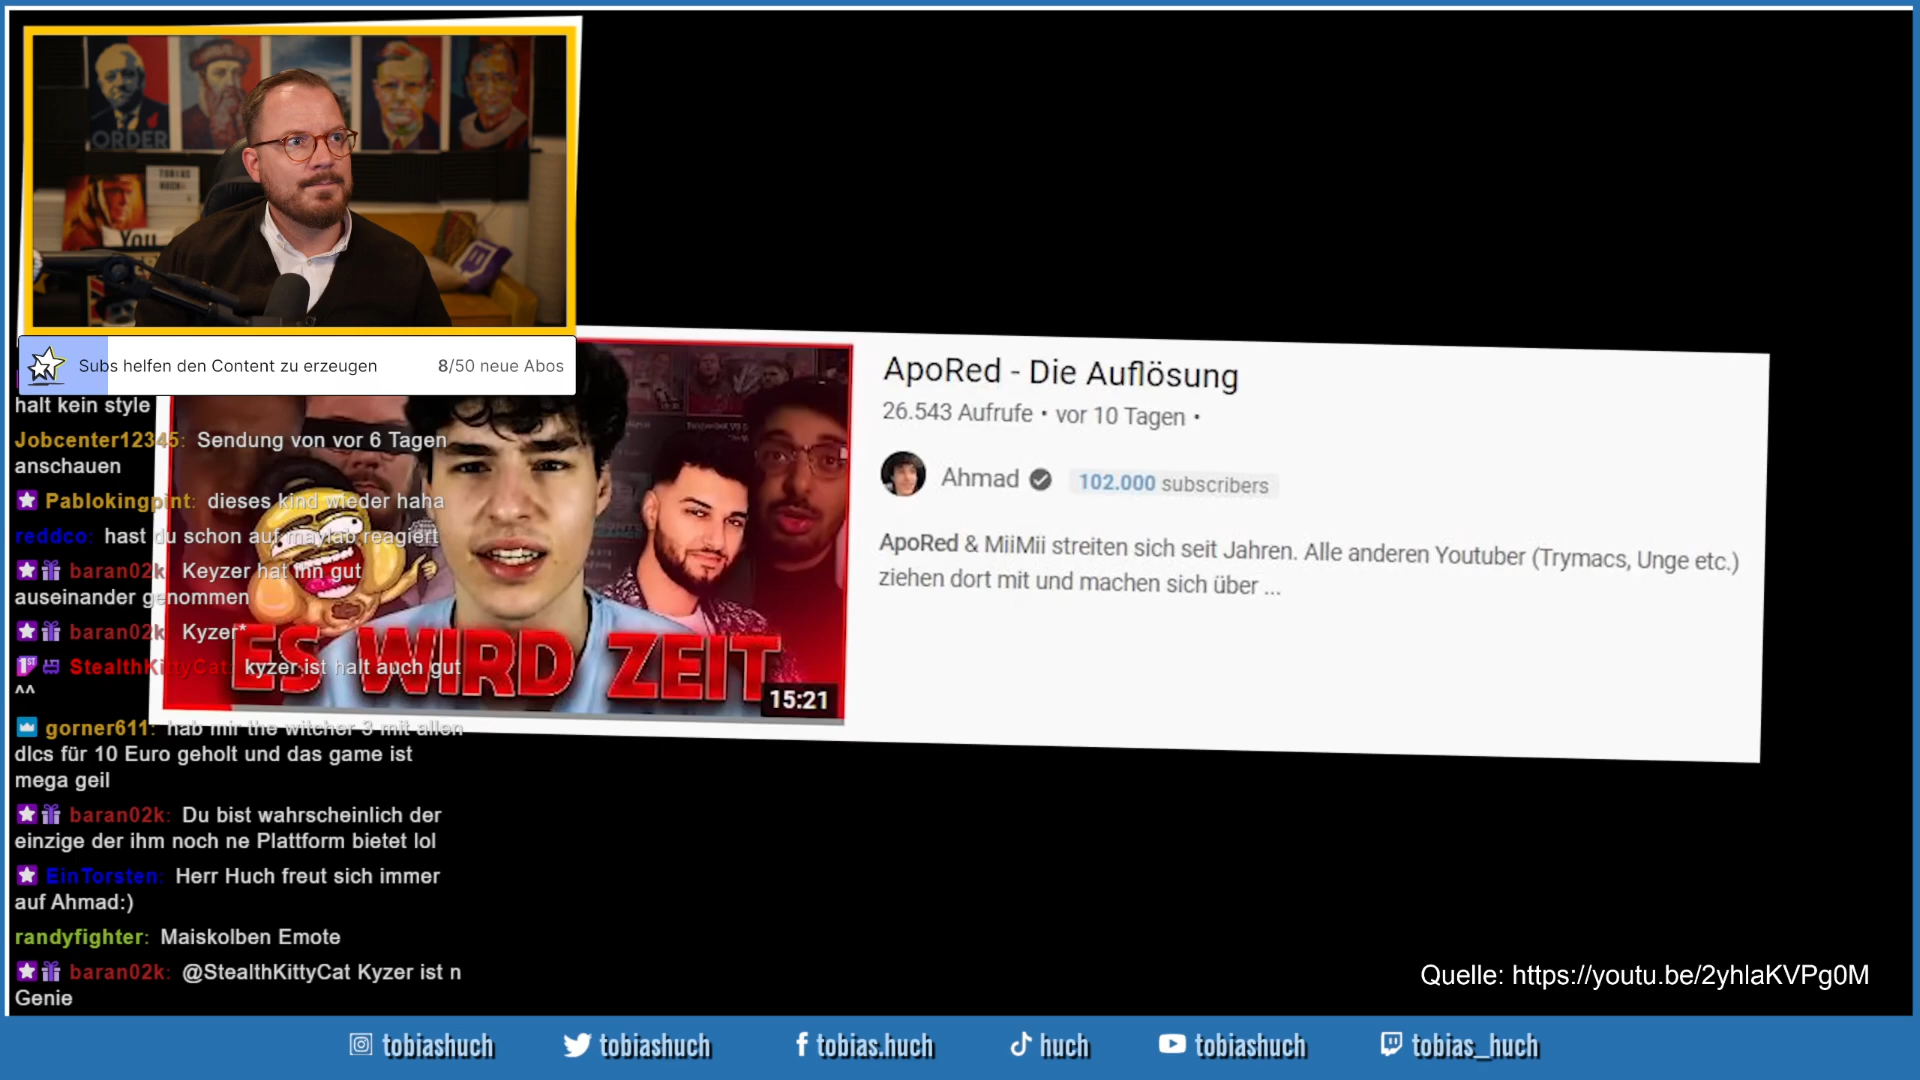 ORDER
TOBIAS
HUCH
YOU
Subs helfen den Content zu erzeugen
8/50 neue Abos
halt kein style
Jobcenter12345: Sendung von vor 6 Tagen
anschauen
Pablokingpint: dieses kind wieder haha
reddco: hast du schon auf maylab reagiert
baran02k: Keyzer hat ihn gut
auseinander genommen
baran02k: Kyzer*
StealthKittyCat: kyzer ist halt auch gut
^^
gorner611: hab mir the witcher 3 mit allen
dlcs für 10 Euro geholt und das game ist
mega geil
baran02k: Du bist wahrscheinlich der
einzige der ihm noch ne Plattform bietet lol
EinTorsten: Herr Huch freut sich immer
auf Ahmad:)
randyfighter: Maiskolben Emote
baran02k: @StealthKittyCat Kyzer ist n
Genie
ES WIRD ZEIT
15:21
ApoRed - Die Auflösung
26.543 Aufrufe • vor 10 Tagen •
Ahmad
102.000 subscribers
ApoRed & MiiMii streiten sich seit Jahren. Alle anderen Youtuber (Trymacs, Unge etc.)
ziehen dort mit und machen sich über ...
Quelle: https://youtu.be/2yhlaKVPg0M
tobiashuch
tobiashuch
tobias.huch
huch
tobiashuch
tobias_huch